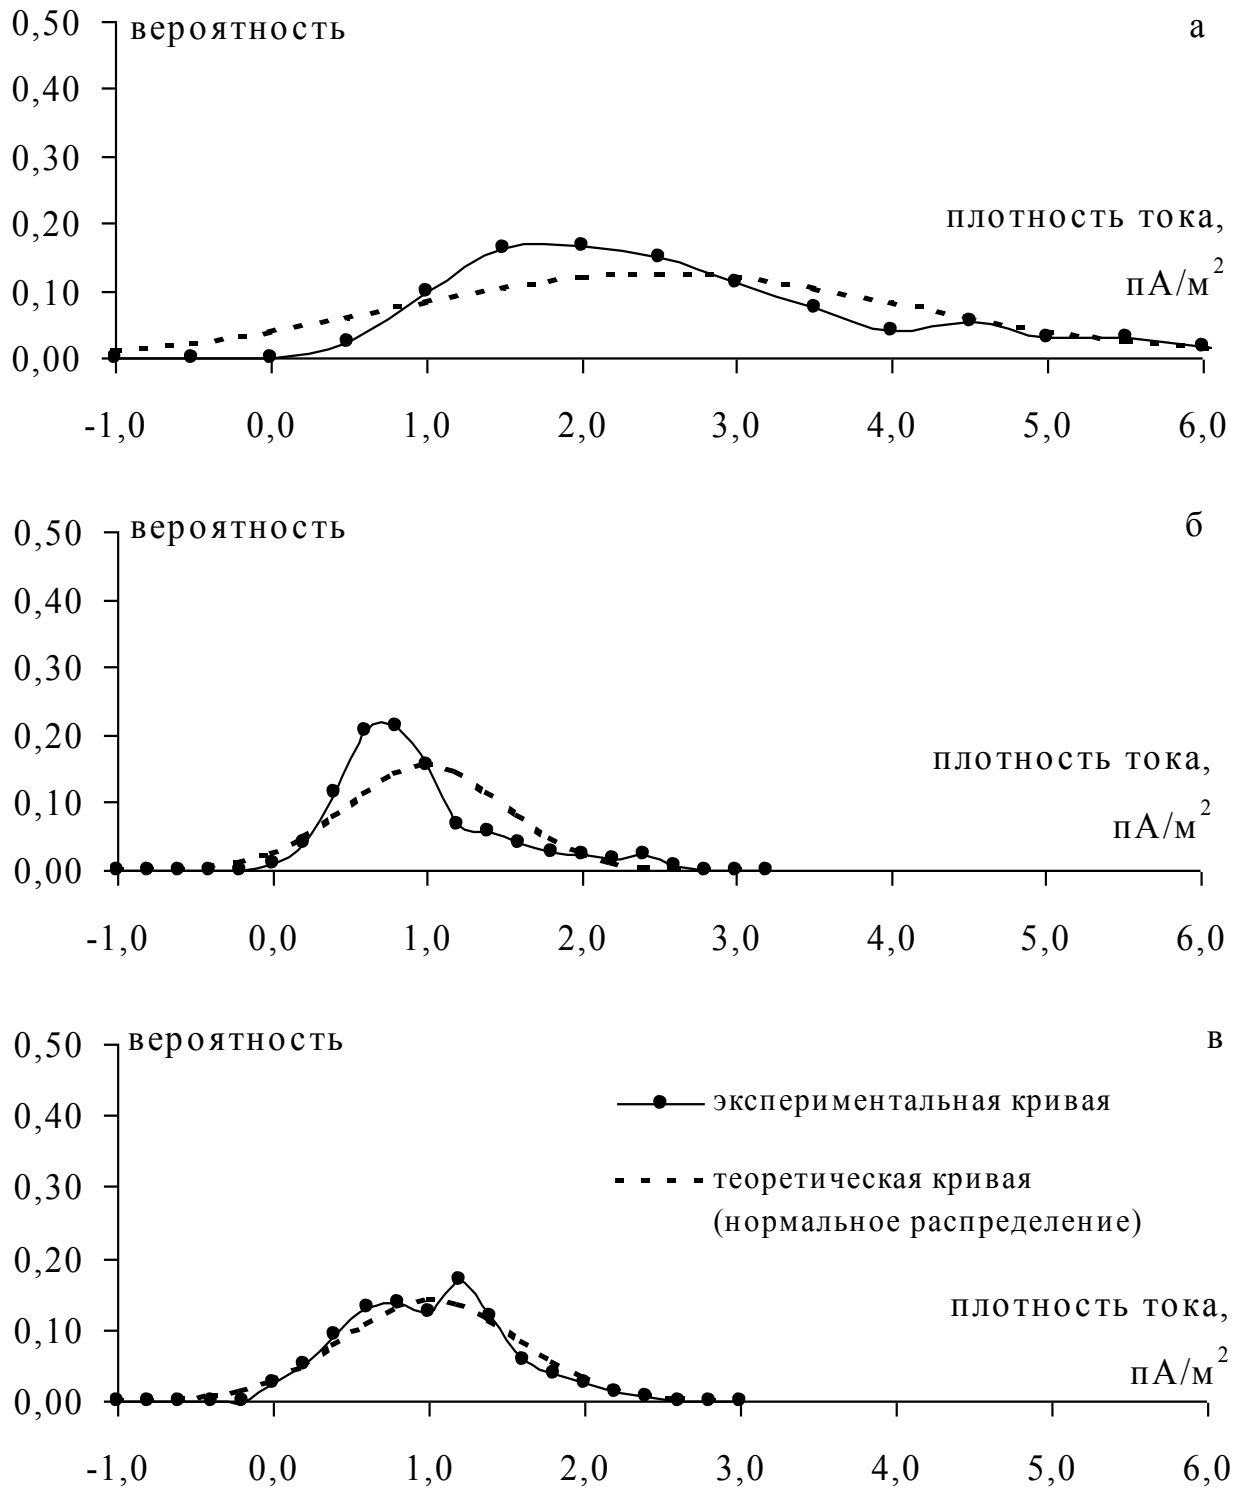 0,50 вероятность а
0,40
0,30
0,20 плотность тока,
0,10 пА/м²
0,00
-1,0 0,0 1,0 2,0 3,0 4,0 5,0 6,0
0,50 вероятность б
0,40
0,30
0,20 плотность тока,
0,10 пА/м²
0,00
-1,0 0,0 1,0 2,0 3,0 4,0 5,0 6,0
0,50 вероятность в
0,40 экспериментальная кривая
0,30 теоретическая кривая
(нормальное распределение)
0,20
0,10 плотность тока,
0,00 пА/м²
-1,0 0,0 1,0 2,0 3,0 4,0 5,0 6,0